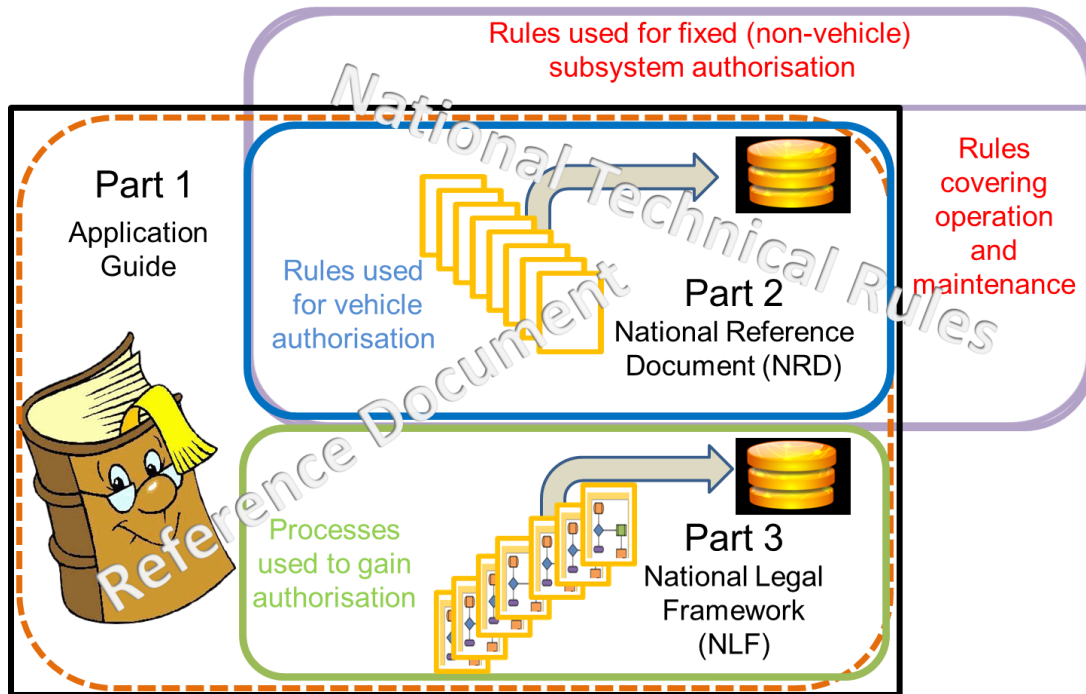 Rules used for fixed (non-vehicle)
subsystem authorisation
National Technical Rules
Rules
covering
operation
and
maintenance
Part 1
Application
Guide
Rules used
for vehicle
authorisation
Part 2
National Reference
Document (NRD)
Reference Document
Processes
used to gain
authorisation
Part 3
National Legal
Framework
(NLF)